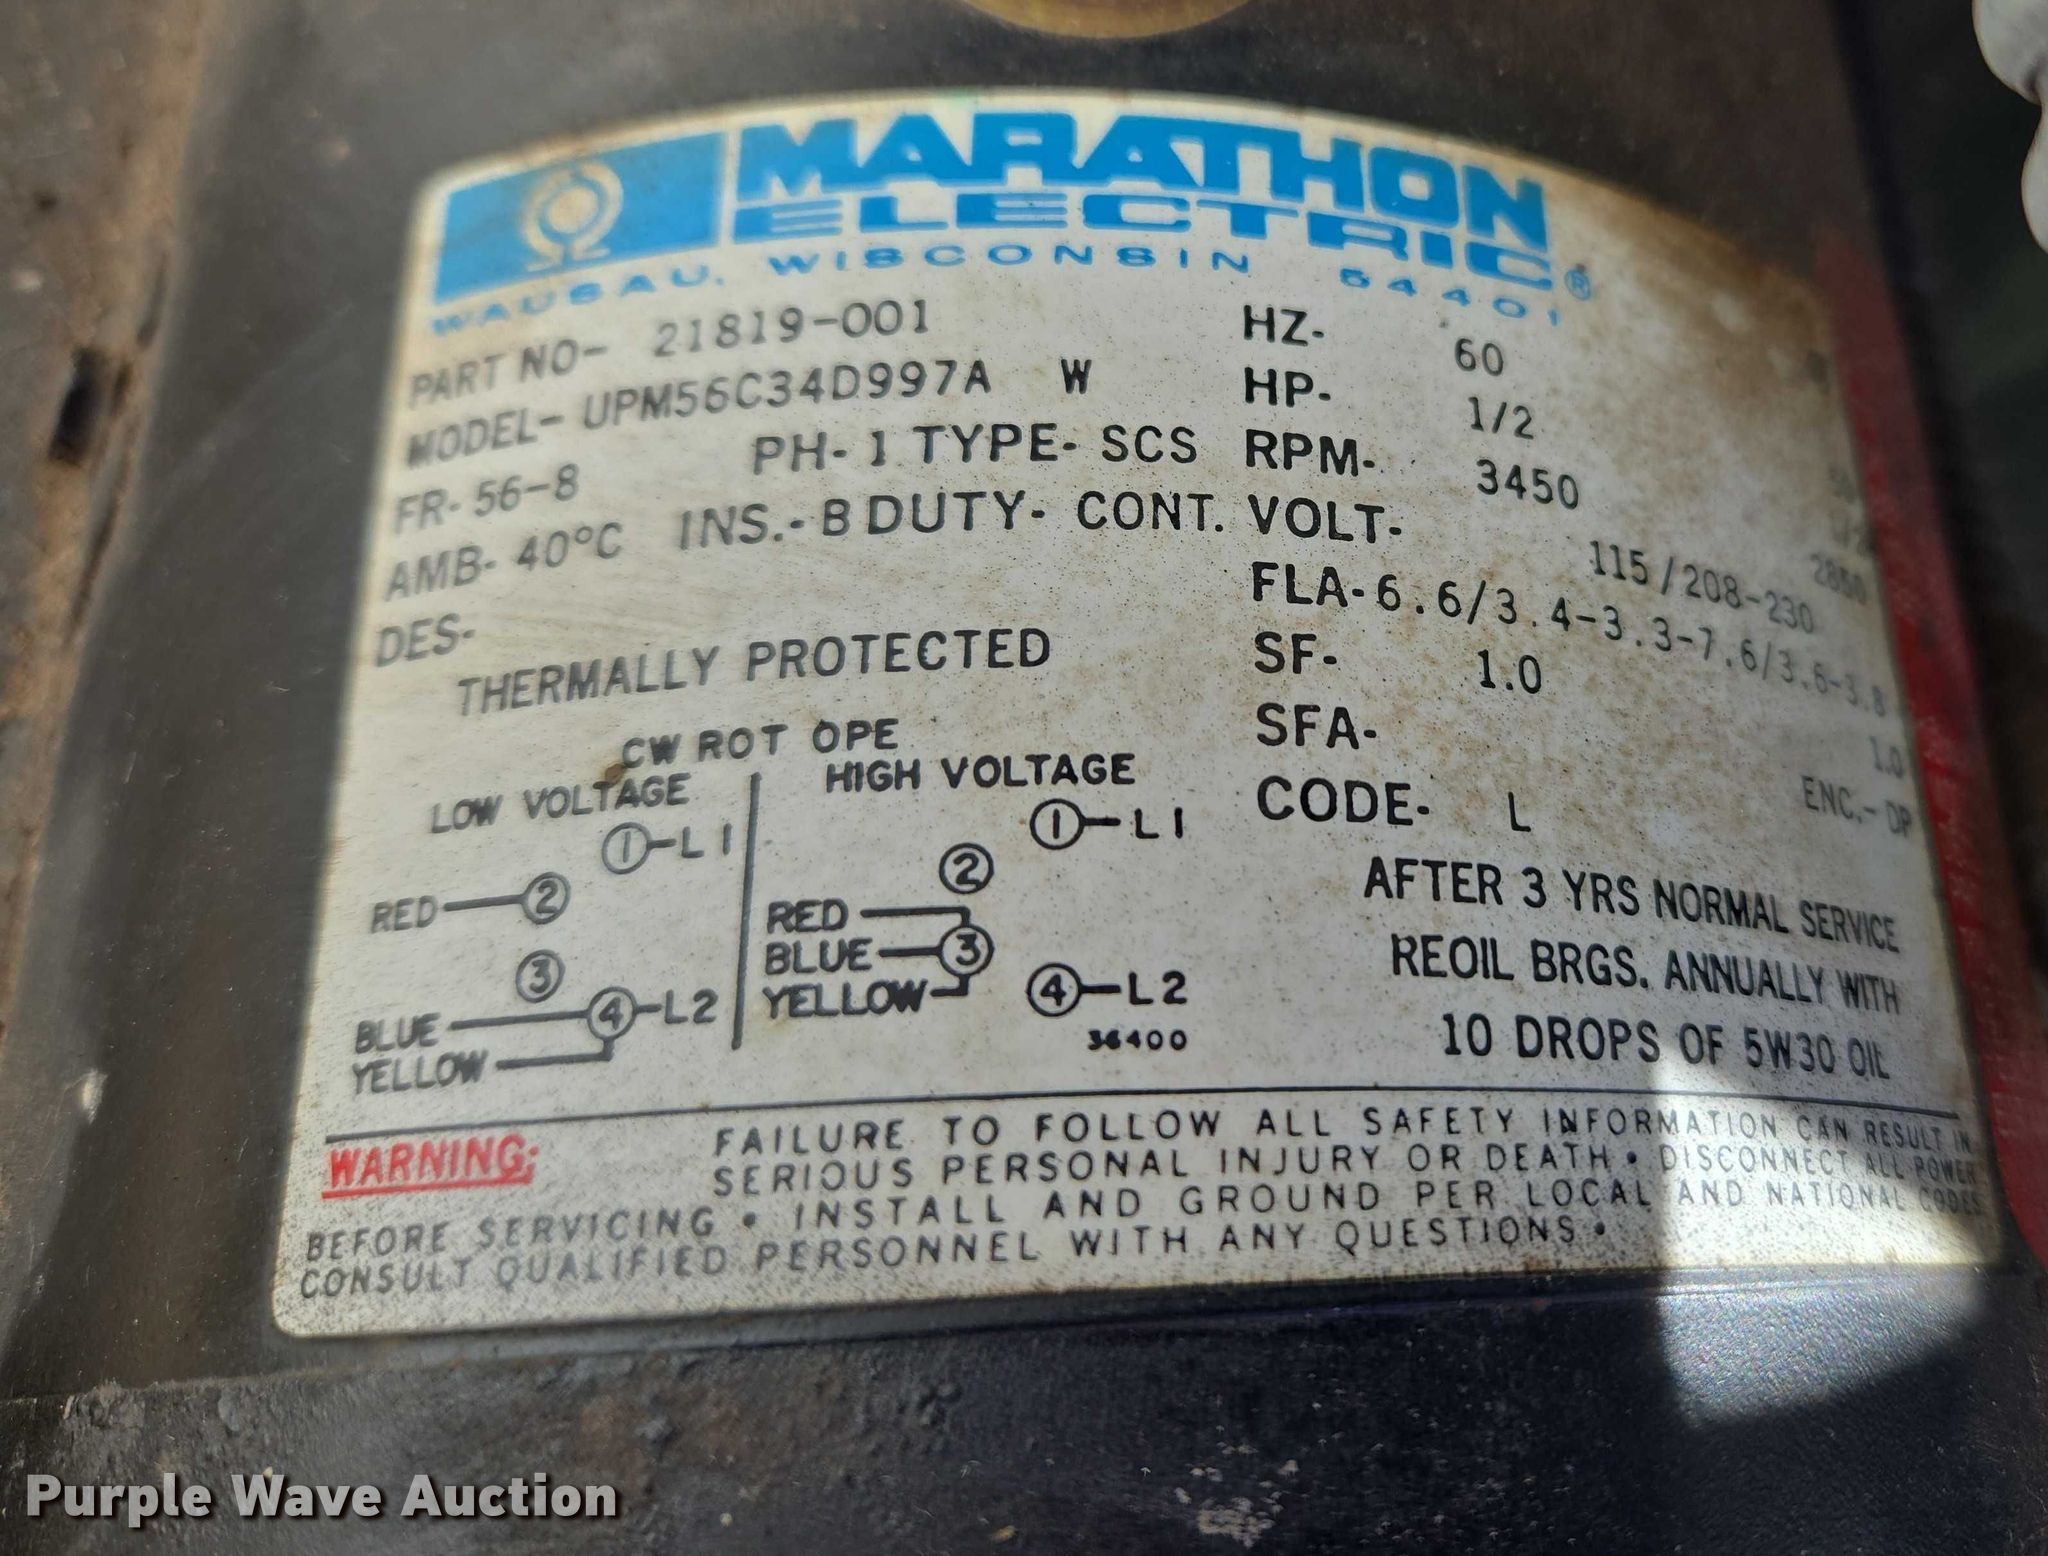 MARATHON
ELECTRIC®
WAUSAU, WISCONSIN 54401
PART NO- 21819-001
MODEL- UPM56C34D997A W
FR- 56-8 PH- 1 TYPE- SCS
AMB- 40°C INS.- B DUTY- CONT.
DES-
THERMALLY PROTECTED
HZ- 60
HP- 1/2
RPM- 3450 2850
VOLT- 115/208-230
FLA- 6.6/3.4-3.3-7.6/3.6-3.8
SF- 1.0 1.0
SFA-
CODE- L ENC.- DP
CW ROT OPE
LOW VOLTAGE
1 L1
RED 2
3
BLUE 4 L2
YELLOW
HIGH VOLTAGE
1 L1
2
RED
BLUE 3
YELLOW 4 L2
36400
AFTER 3 YRS NORMAL SERVICE
REOIL BRGS. ANNUALLY WITH
10 DROPS OF 5W30 OIL
WARNING: FAILURE TO FOLLOW ALL SAFETY INFORMATION CAN RESULT IN
SERIOUS PERSONAL INJURY OR DEATH • DISCONNECT ALL POWER
BEFORE SERVICING • INSTALL AND GROUND PER LOCAL AND NATIONAL CODES
CONSULT QUALIFIED PERSONNEL WITH ANY QUESTIONS •
Purple Wave Auction